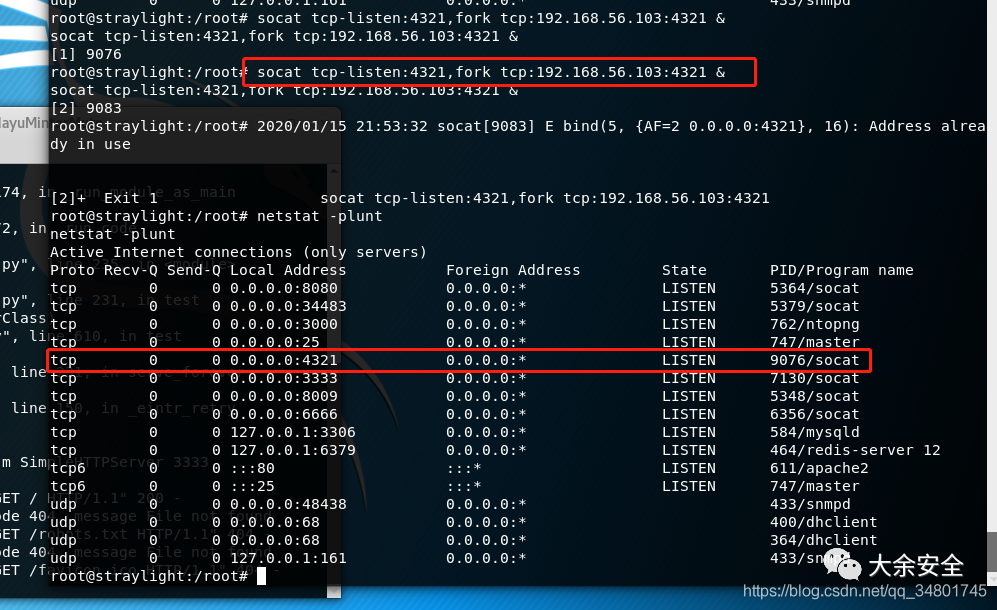 udp 0 0 127.0.0.1:161 0.0.0.0:* 433/snmpd
root@straylight:/root# socat tcp-listen:4321,fork tcp:192.168.56.103:4321 &
socat tcp-listen:4321,fork tcp:192.168.56.103:4321 &
[1] 9076
root@straylight:/root# socat tcp-listen:4321,fork tcp:192.168.56.103:4321 &
socat tcp-listen:4321,fork tcp:192.168.56.103:4321 &
[2] 9083
root@straylight:/root# 2020/01/15 21:53:32 socat[9083] E bind(5, {AF=2 0.0.0.0:4321}, 16): Address alrea
dy in use
[2]+ Exit 1 socat tcp-listen:4321,fork tcp:192.168.56.103:4321
root@straylight:/root# netstat -plunt
netstat -plunt
Active Internet connections (only servers)
Proto Recv-Q Send-Q Local Address Foreign Address State PID/Program name
tcp 0 0 0.0.0.0:8080 0.0.0.0:* LISTEN 5364/socat
tcp 0 0 0.0.0.0:34483 0.0.0.0:* LISTEN 5379/socat
tcp 0 0 0.0.0.0:3000 0.0.0.0:* LISTEN 762/ntopng
tcp 0 0 0.0.0.0:25 0.0.0.0:* LISTEN 747/master
tcp 0 0 0.0.0.0:4321 0.0.0.0:* LISTEN 9076/socat
tcp 0 0 0.0.0.0:3333 0.0.0.0:* LISTEN 7130/socat
tcp 0 0 0.0.0.0:8009 0.0.0.0:* LISTEN 5348/socat
tcp 0 0 0.0.0.0:6666 0.0.0.0:* LISTEN 6356/socat
tcp 0 0 127.0.0.1:3306 0.0.0.0:* LISTEN 584/mysqld
tcp 0 0 127.0.0.1:6379 0.0.0.0:* LISTEN 464/redis-server 12
tcp6 0 0 :::80 :::* LISTEN 611/apache2
tcp6 0 0 :::25 :::* LISTEN 747/master
udp 0 0 0.0.0.0:48438 0.0.0.0:* 433/snmpd
udp 0 0 0.0.0.0:68 0.0.0.0:* 400/dhclient
udp 0 0 0.0.0.0:68 0.0.0.0:* 364/dhclient
udp 0 0 127.0.0.1:161 0.0.0.0:* 433/snmpd
root@straylight:/root#
大余安全
https://blog.csdn.net/qq_34801745